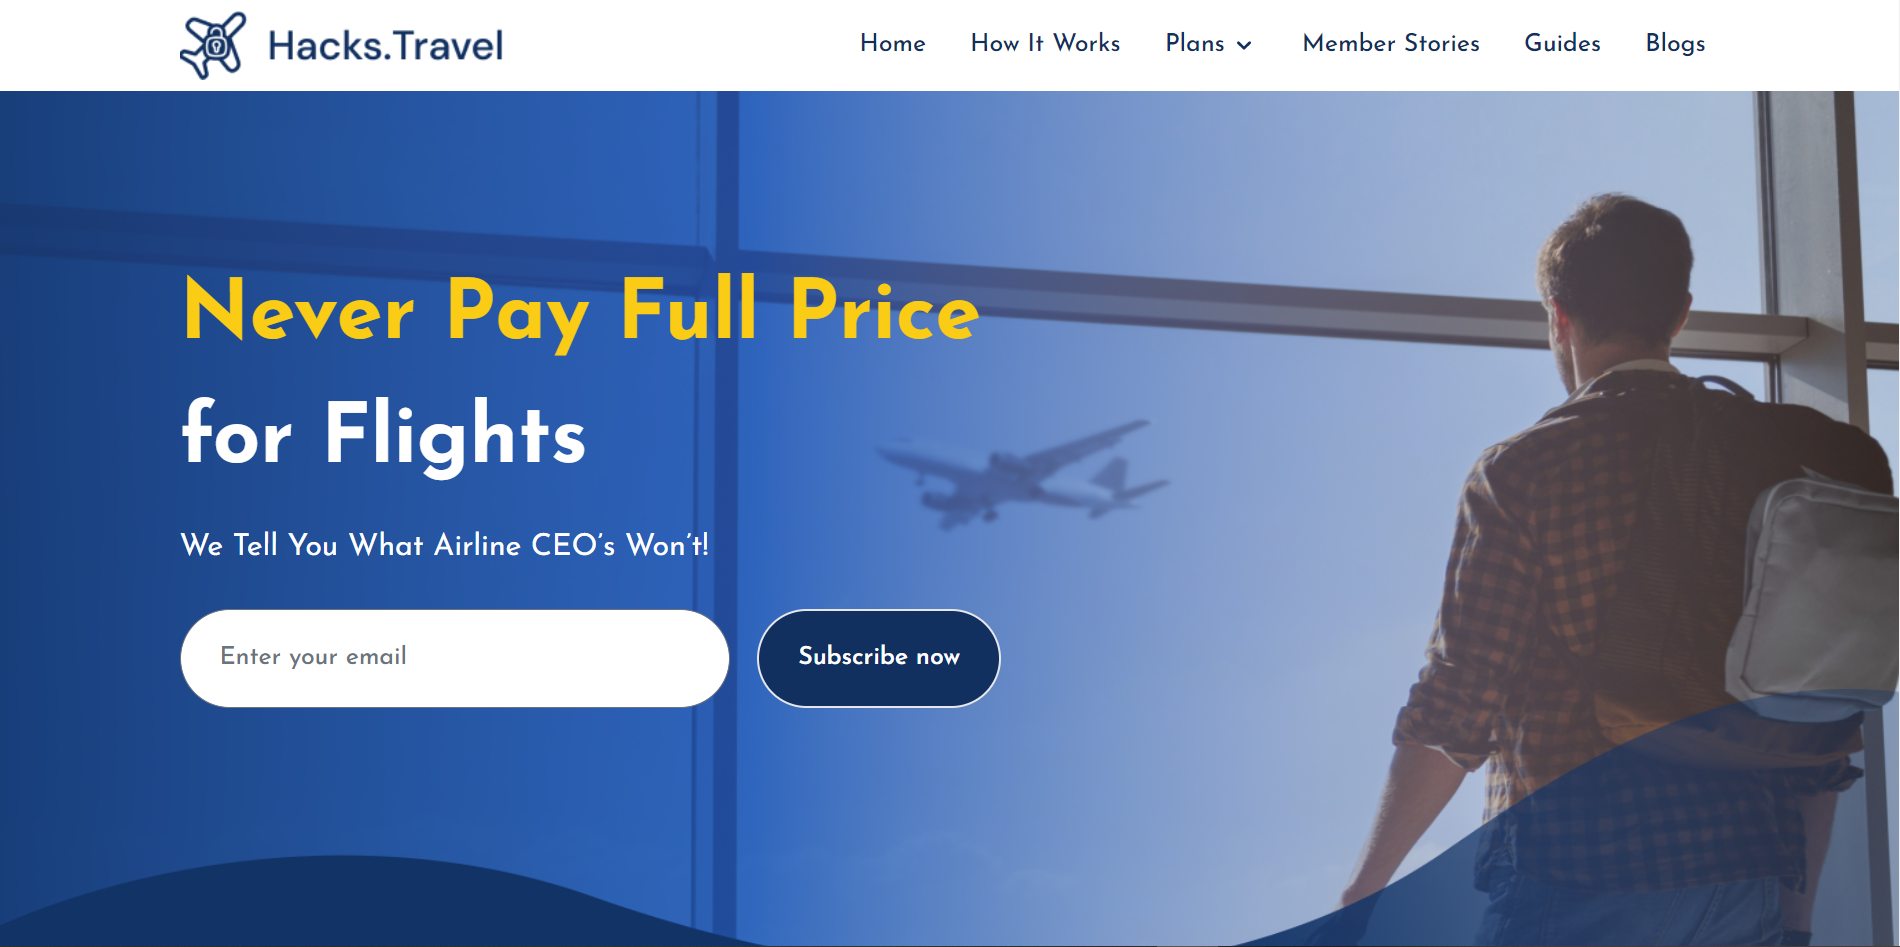 Hacks.Travel
Home How It Works Plans Member Stories Guides Blogs
Never Pay Full Price
for Flights
We Tell You What Airline CEO's Won't!
Enter your email
Subscribe now